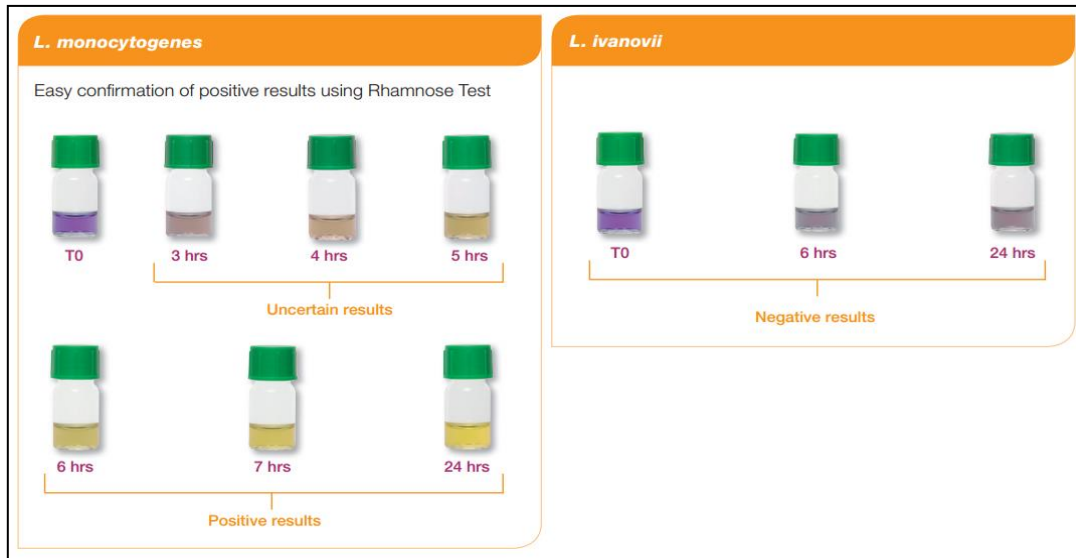 L. monocytogenes
Easy confirmation of positive results using Rhamnose Test
T0
3 hrs
4 hrs
5 hrs
Uncertain results
6 hrs
7 hrs
24 hrs
Positive results
L. ivanovii
T0
6 hrs
24 hrs
Negative results